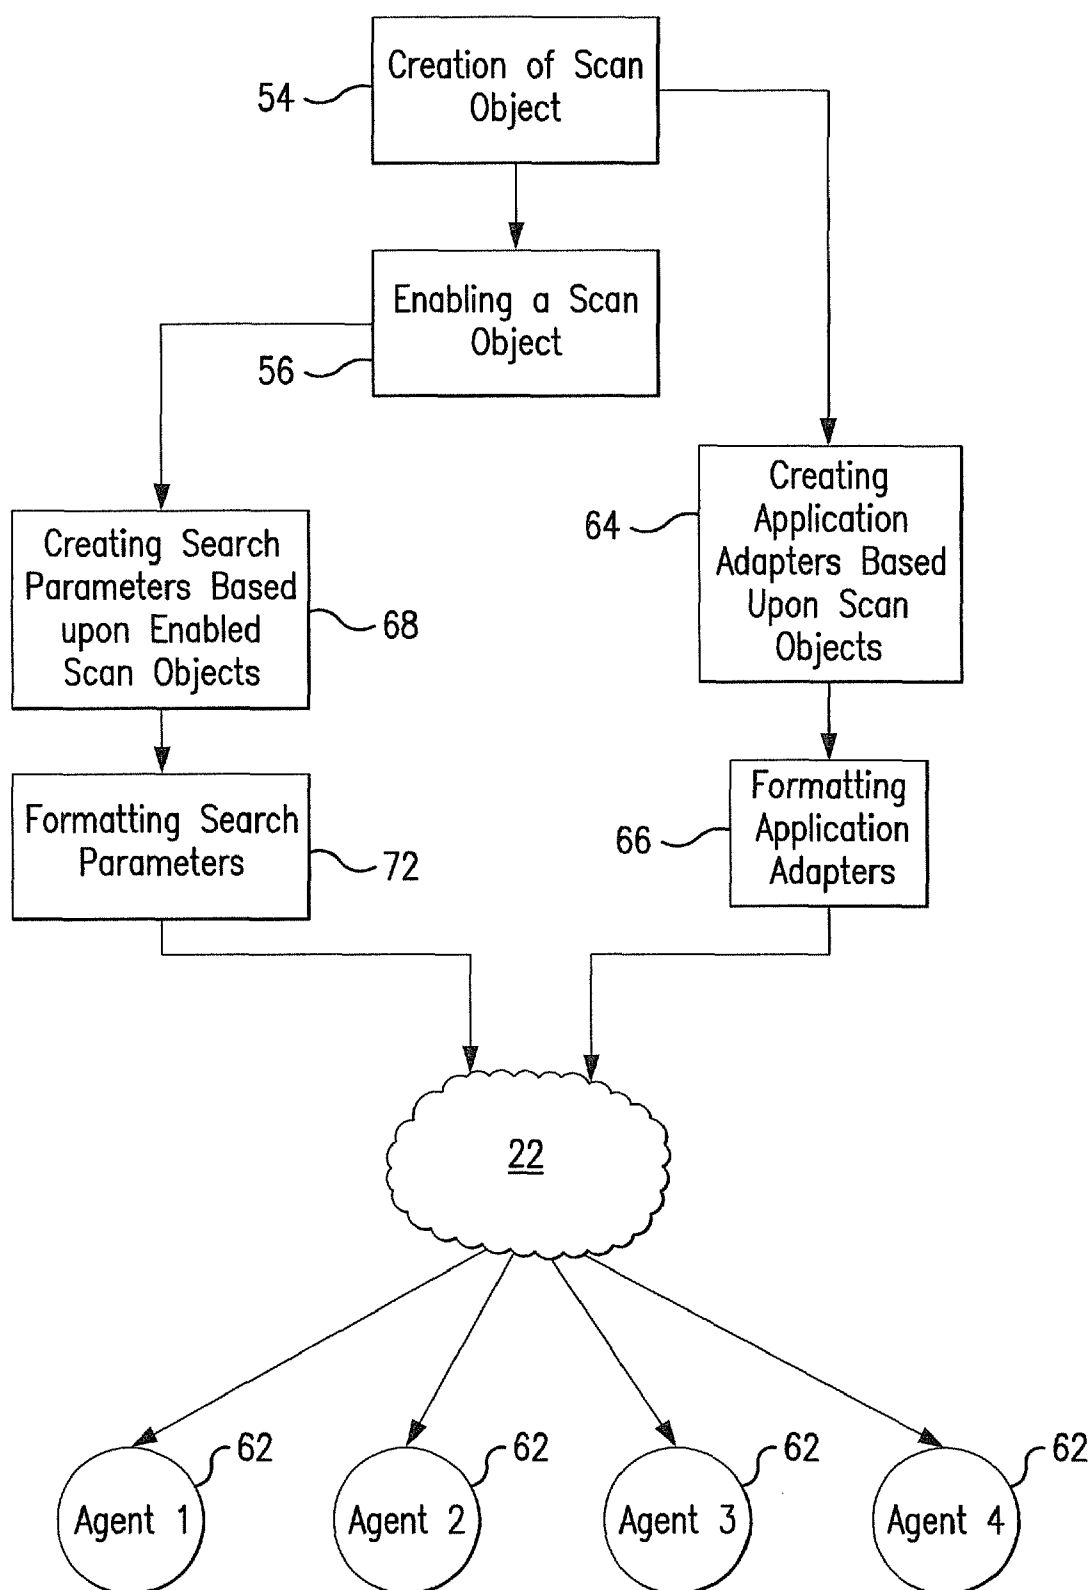 Creation of Scan
Object
54
Enabling a Scan
Object
56
Creating
Application
Adapters Based
Upon Scan
Objects
64
Creating Search
Parameters Based
upon Enabled
Scan Objects
68
Formatting Search
Parameters
72
Formatting
Application
Adapters
66
22
62
62
62
62
Agent 1
Agent 2
Agent 3
Agent 4